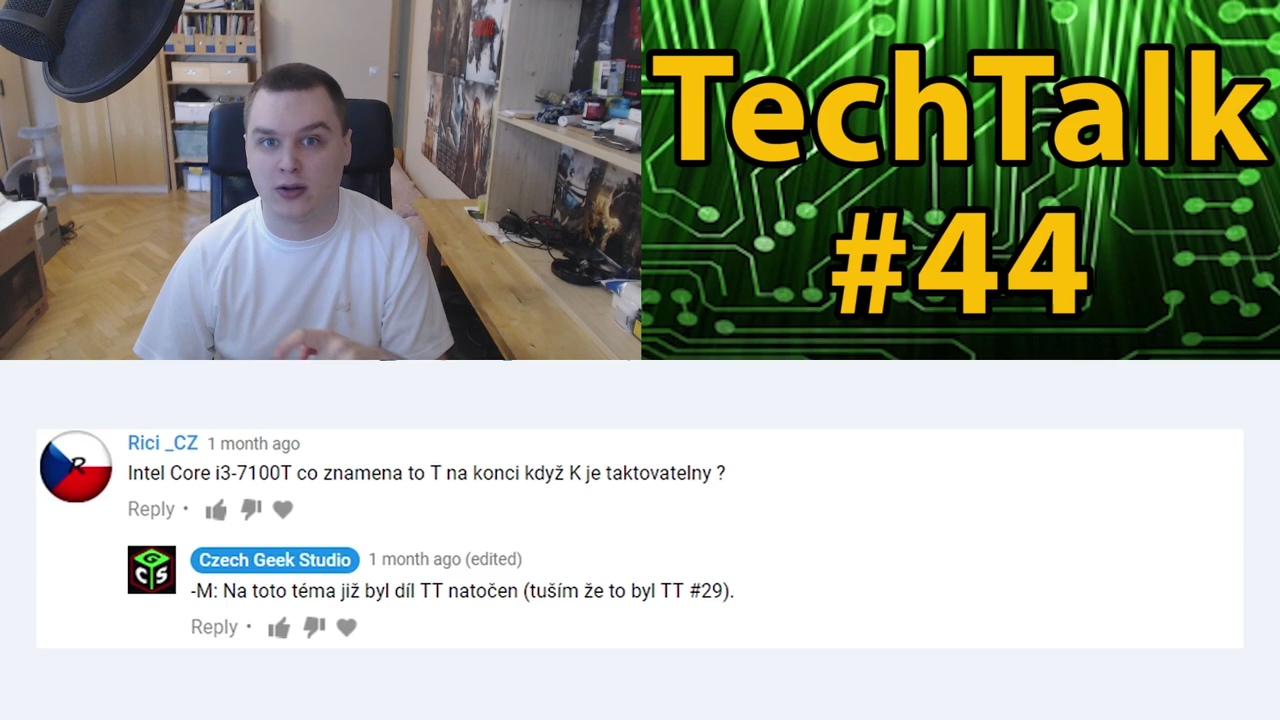 TechTalk
#44
Rici _CZ 1 month ago
Intel Core i3-7100T co znamena to T na konci když K je taktovatelny ?
Reply •
Czech Geek Studio 1 month ago (edited)
-M: Na toto téma již byl díl TT natočen (tuším že to byl TT #29).
Reply •